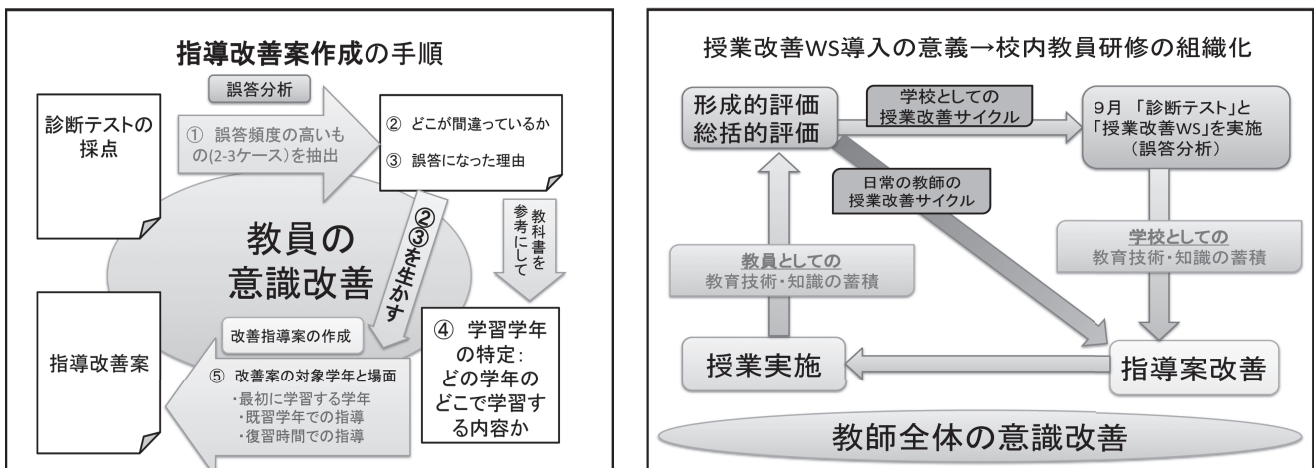 指導改善案作成の手順
誤答分析
診断テストの
採点
① 誤答頻度の高いも
の(2-3ケース)を抽出
② どこが間違っているか
③ 誤答になった理由
教員の
意識改善
②③を生かす
教科書を
参考にして
④ 学習学年
の特定：
どの学年の
どこで学習す
る内容か
改善指導案の作成
⑤ 改善案の対象学年と場面
・最初に学習する学年
・既習学年での指導
・復習時間での指導
指導改善案
授業改善WS導入の意義→校内教員研修の組織化
形成的評価
総括的評価
学校としての
授業改善サイクル
9月 「診断テスト」と
「授業改善WS」を実施
（誤答分析）
日常の教師の
授業改善サイクル
教員としての
教育技術・知識の蓄積
学校としての
教育技術・知識の蓄積
授業実施
指導案改善
教師全体の意識改善